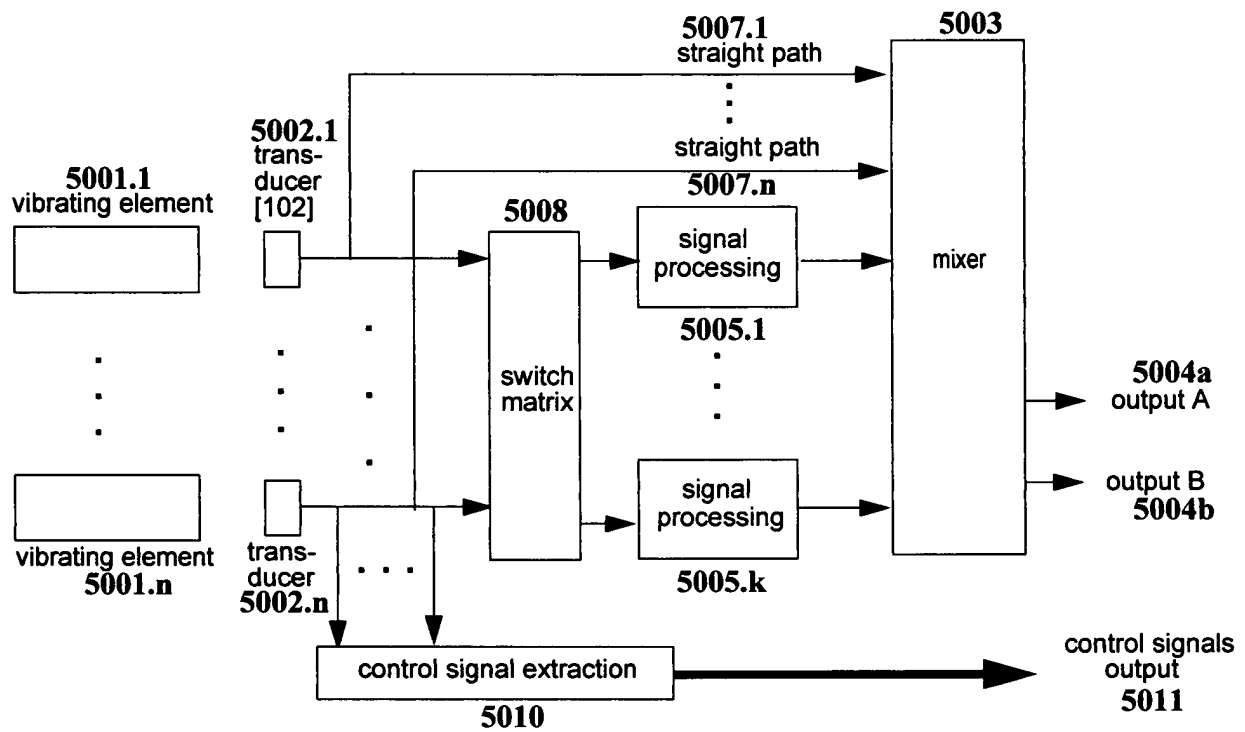 5007.1
straight path
5003
5002.1
trans-
ducer
[102]
straight path
5007.n
5001.1
vibrating element
5008
signal
processing
5005.1
mixer
switch
matrix
5004a
output A
output B
5004b
signal
processing
5005.k
vibrating element
5001.n
trans-
ducer
5002.n
control signal extraction
5010
control signals
output
5011